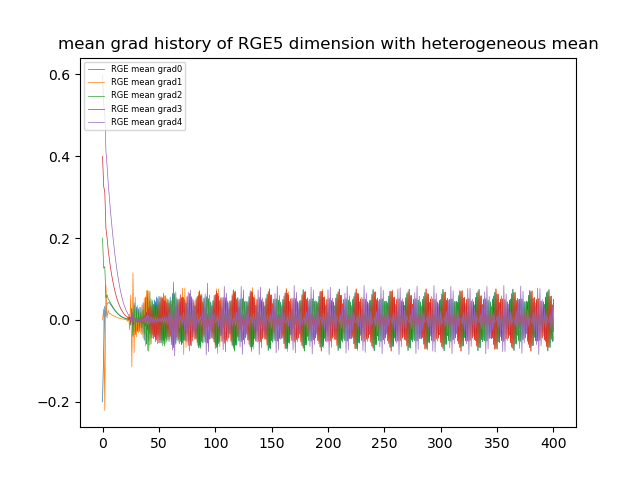 mean grad history of RGE5 dimension with heterogeneous mean
RGE mean grad0
RGE mean grad1
RGE mean grad2
RGE mean grad3
RGE mean grad4
0.6
0.4
0.2
0.0
−0.2
0 50 100 150 200 250 300 350 400